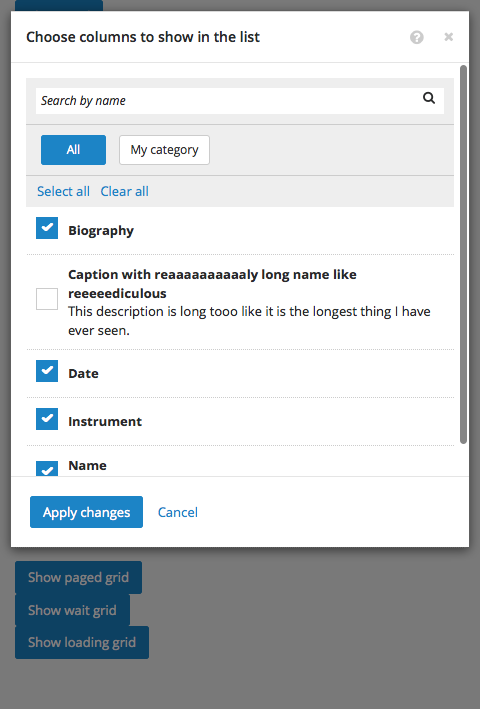 Choose columns to show in the list
Search by name
All
My category
Select all
Clear all
Biography
Caption with reaaaaaaaaaly long name like
reeeeediculous
This description is long tooo like it is the longest thing I have
ever seen.
Date
Instrument
Name
Apply changes
Cancel
Show paged grid
Show wait grid
Show loading grid